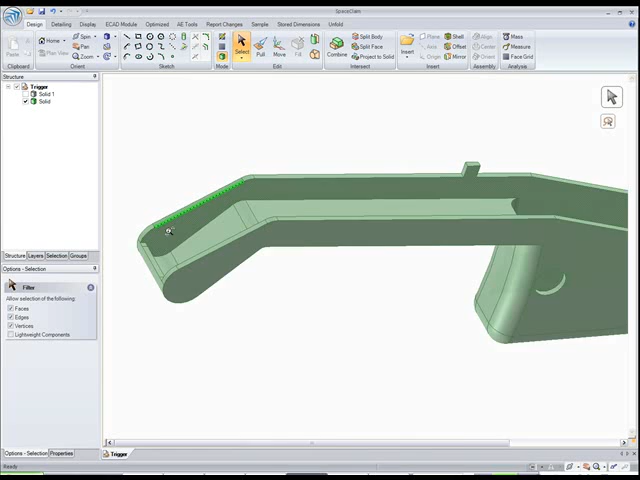 SpaceClam
Design Detailing Display ECAD Module Optimized AE Tools Report Changes Sample Stored Dimensions Unfold
Home Spin
Pan
Plan View Zoom
Paste
Select Pull Move Fill
Combine
Split Body
Split Face
Project to Solid
Insert
Plane Shell
Axis Offset
Origin Mirror
Align
Mass
Measure
Face Grid
Clipboard Orient Sketch Mode Edit Intersect Insert Assembly Analysis
Structure
Trigger
Solid 1
Solid
Structure Layers Selection Groups
Options - Selection
Filter
Allow selection of the following:
Faces
Edges
Vertices
Lightweight Components
Options - Selection Properties
Trigger
Ready